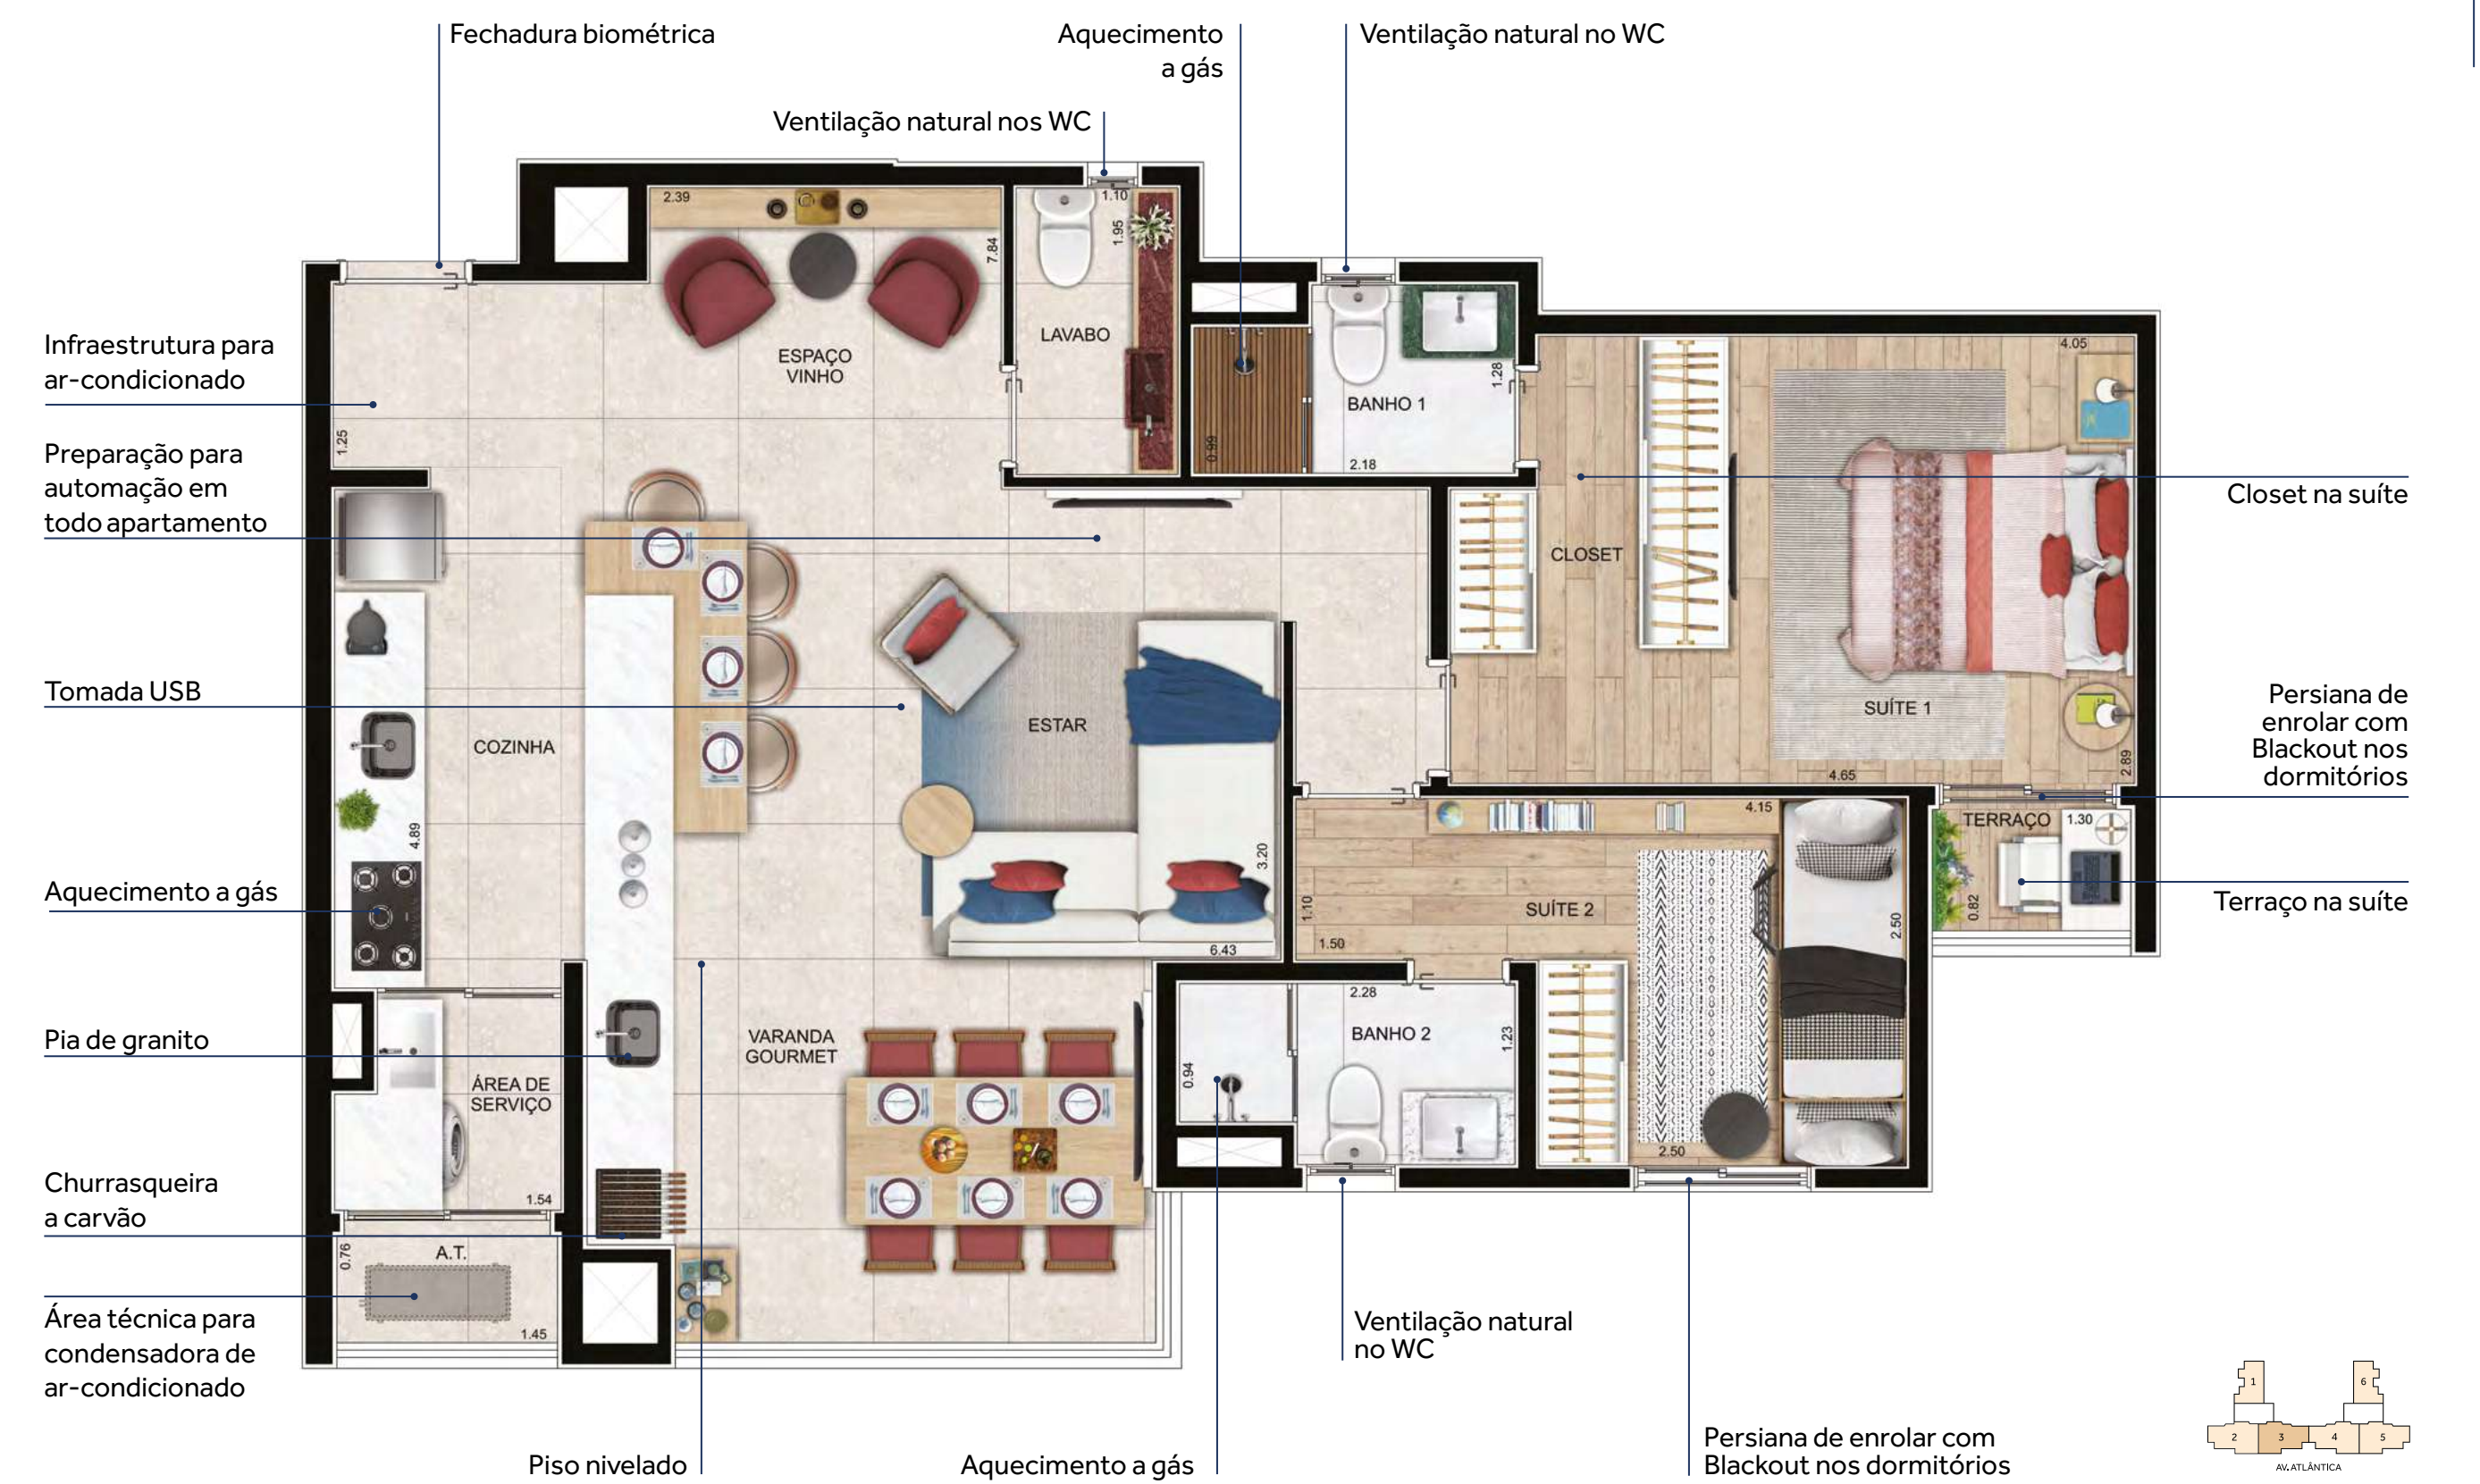 Fechadura biométrica
Aquecimento
a gás
Ventilação natural no WC
Ventilação natural nos WC
2.39
7.84
1.10
1.95
LAVABO
ESPAÇO
VINHO
Infraestrutura para
ar-condicionado
1.25
BANHO 1
1.28
0.99
2.18
4.05
Preparação para
automação em
todo apartamento
Closet na suíte
CLOSET
Tomada USB
COZINHA
ESTAR
SUÍTE 1
4.65
2.89
Persiana de
enrolar com
Blackout nos
dormitórios
4.89
3.20
4.15
TERRAÇO
1.30
0.82
Aquecimento a gás
Terraço na suíte
1.10
SUÍTE 2
1.50
2.50
6.43
Pia de granito
VARANDA
GOURMET
2.28
BANHO 2
1.23
0.94
ÁREA DE
SERVIÇO
1.54
2.50
Churrasqueira
a carvão
0.76
A.T.
1.45
Área técnica para
condensadora de
ar-condicionado
Ventilação natural
no WC
Piso nivelado
Aquecimento a gás
Persiana de enrolar com
Blackout nos dormitórios
1
6
2
3
4
5
AV. ATLÂNTICA